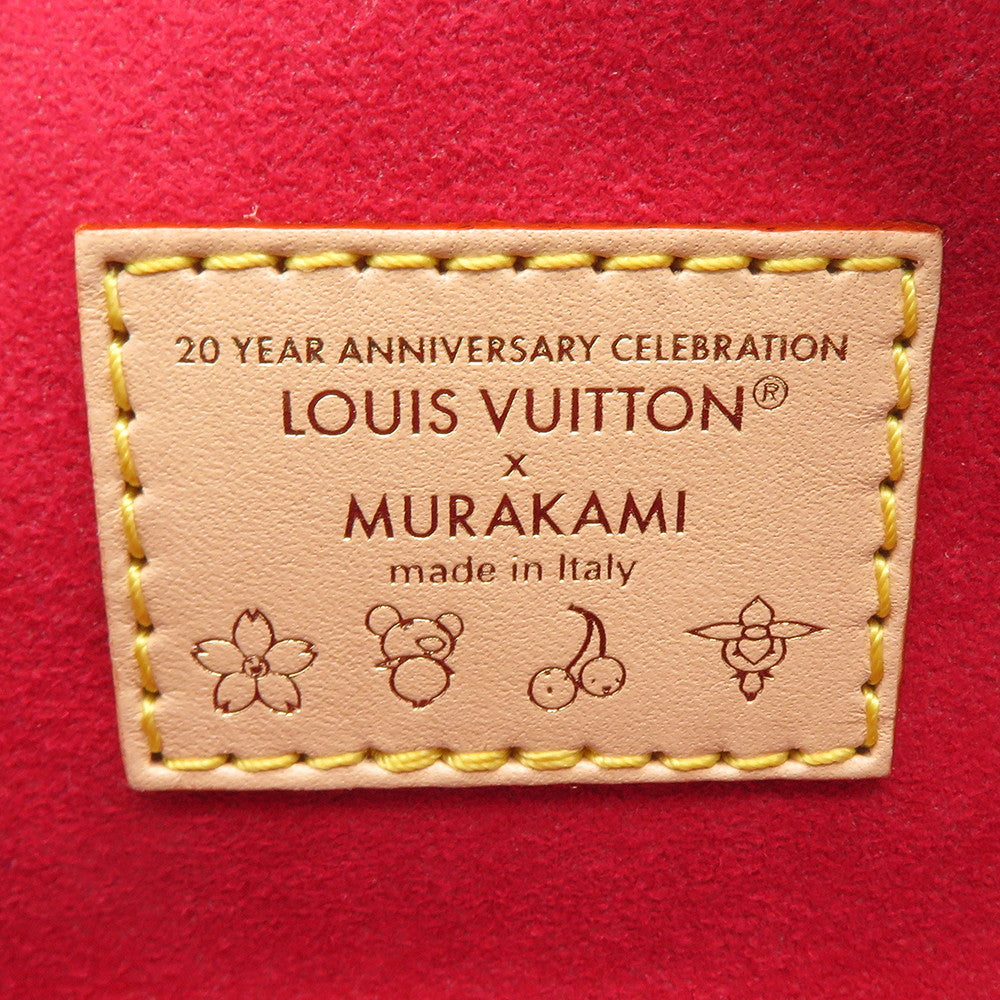 20 YEAR ANNIVERSARY CELEBRATION
LOUIS VUITTON®
x
MURAKAMI
made in Italy